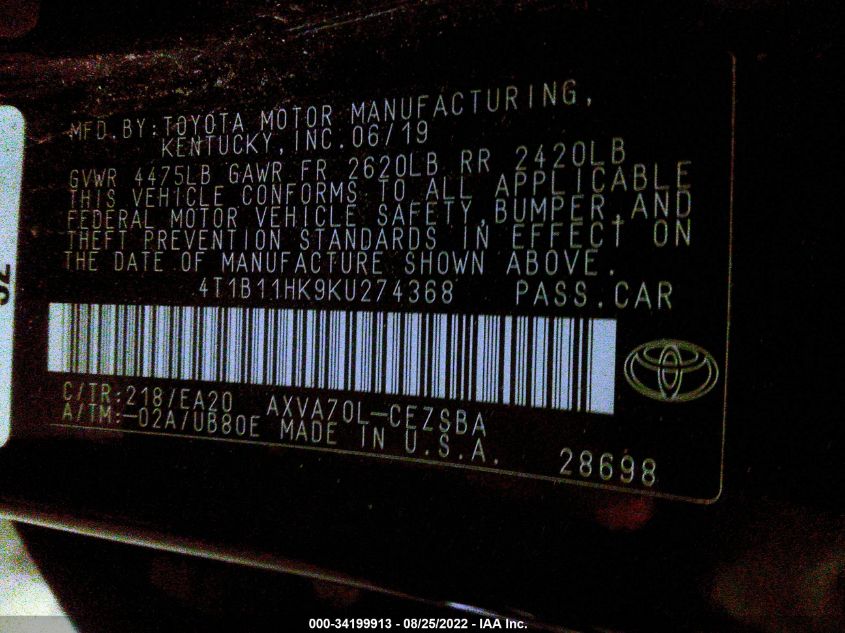 MFD.BY:TOYOTA MOTOR MANUFACTURING,
KENTUCKY,INC.06/19
GVWR 4475LB GAWR FR 2620LB RR 2420LB
THIS VEHICLE CONFORMS TO ALL APPLICABLE
FEDERAL MOTOR VEHICLE SAFETY,BUMPER,AND
THEFT PREVENTION STANDARDS IN EFFECT ON
THE DATE OF MANUFACTURE SHOWN ABOVE.
4T1B11HK9KU274368 PASS.CAR
C/TR:218/EA20 AXVA70L-CEZSBA
A/TM:-02A/UB80E MADE IN U.S.A.
28698
000-34199913 - 08/25/2022 - IAA Inc.